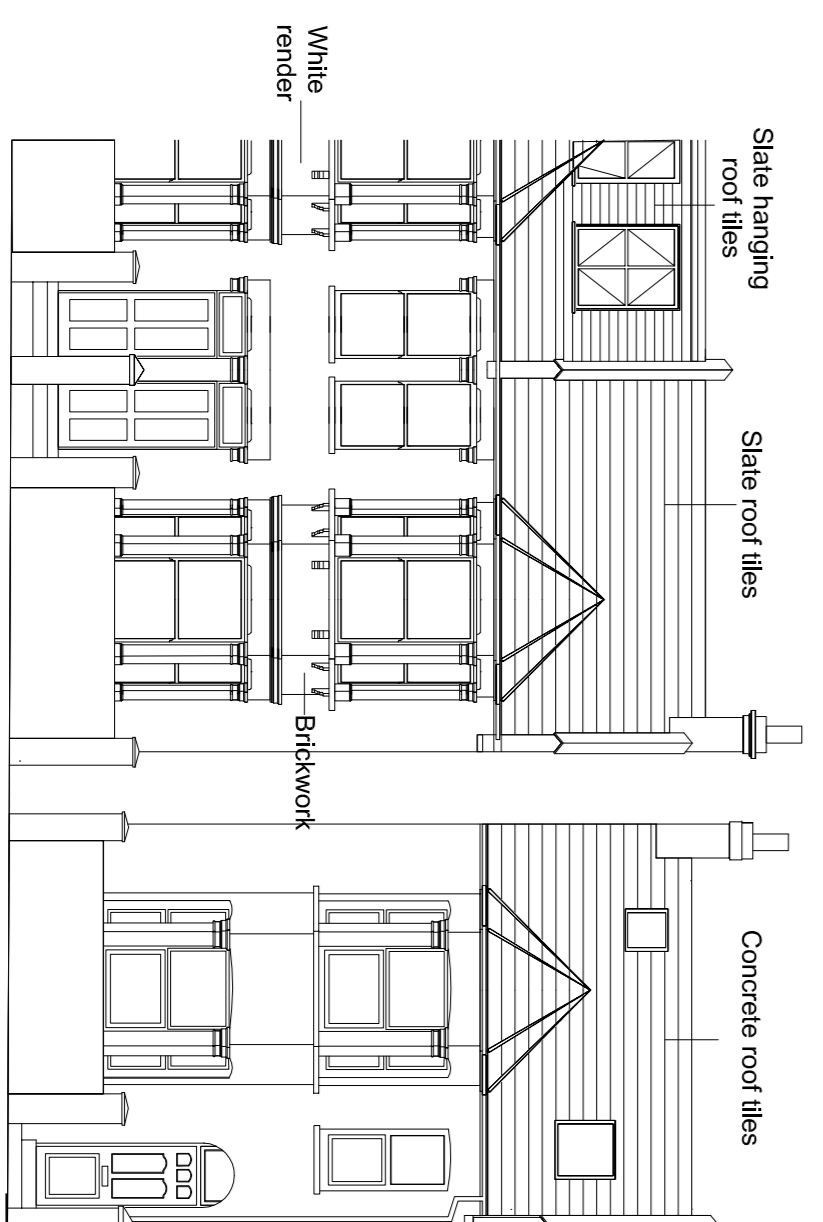 Slate hanging
roof tiles
Slate roof tiles
Concrete roof tiles
White
render
Brickwork